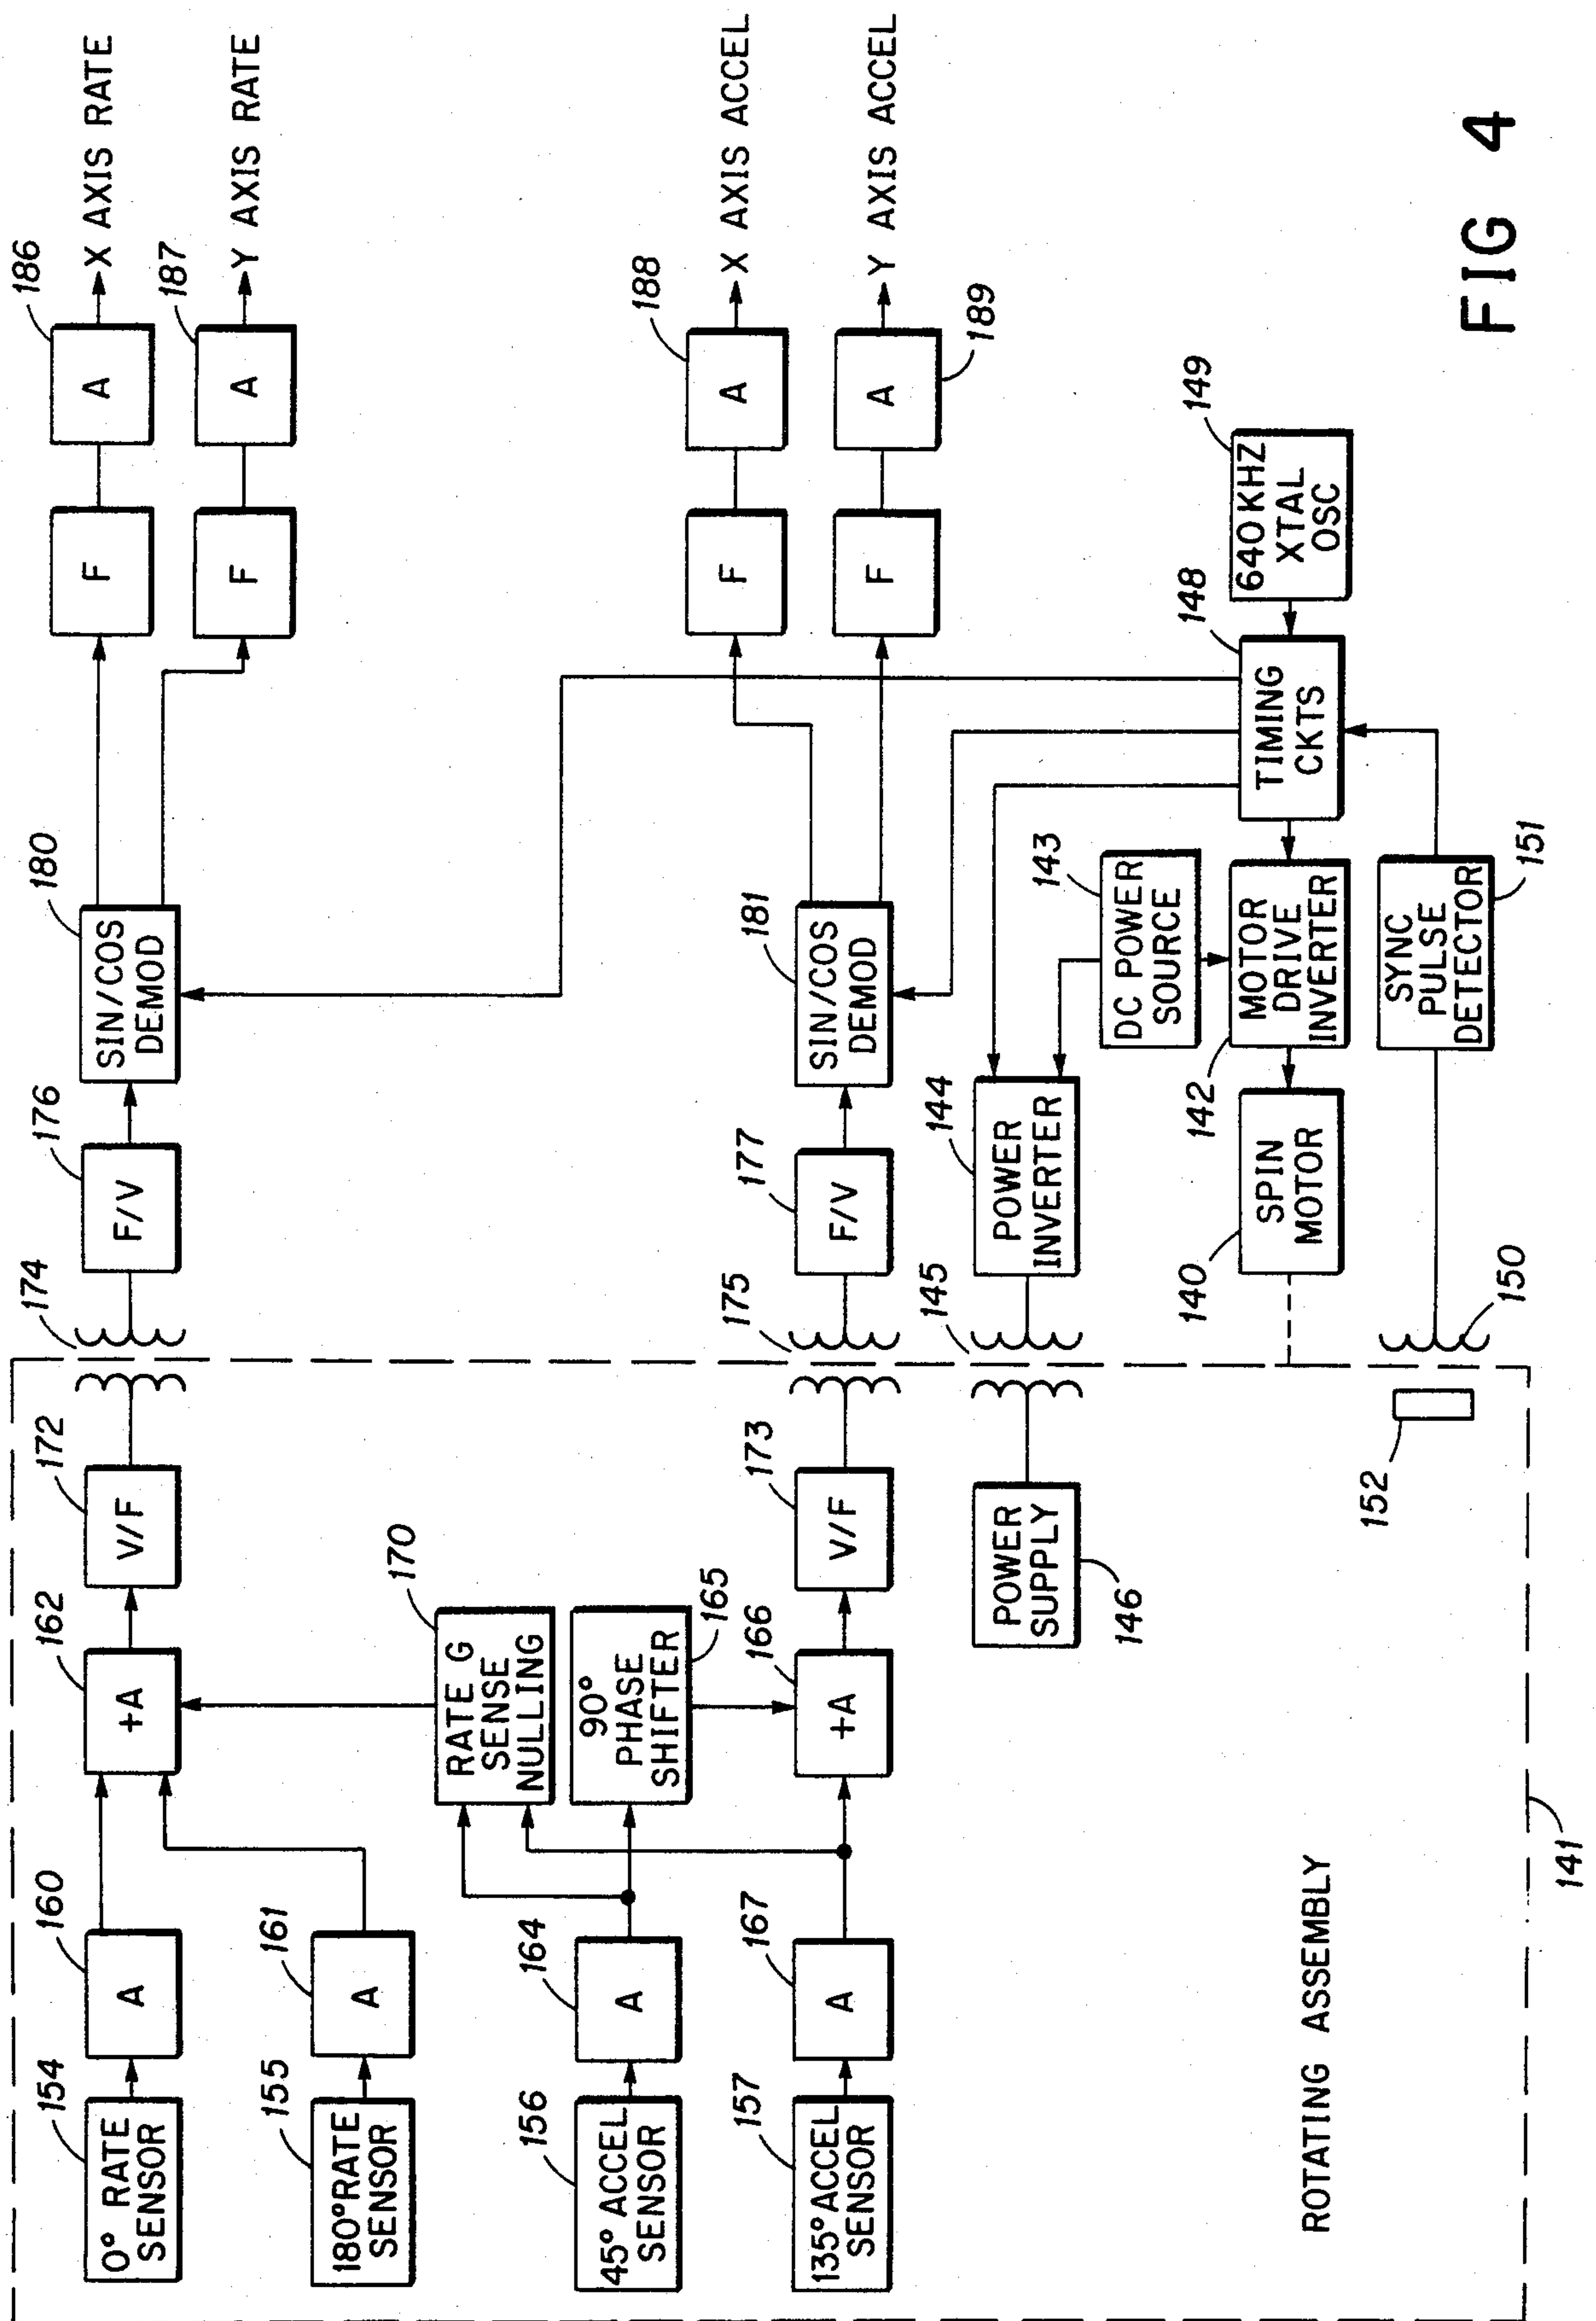 154
0° RATE
SENSOR
160
A
162
+A
172
V/F
174
176
F/V
180
SIN/COS
DEMOD
F
186
A
X AXIS RATE
F
187
A
Y AXIS RATE
155
180° RATE
SENSOR
161
A
170
RATE G
SENSE
NULLING
156
45° ACCEL
SENSOR
164
A
90°
PHASE
SHIFTER
165
157
135° ACCEL
SENSOR
167
A
166
+A
173
V/F
175
177
F/V
181
SIN/COS
DEMOD
F
188
A
X AXIS ACCEL
F
A
189
Y AXIS ACCEL
POWER
SUPPLY
146
145
144
POWER
INVERTER
143
DC POWER
SOURCE
140
SPIN
MOTOR
142
MOTOR
DRIVE
INVERTER
148
TIMING
CKTS
149
640KHZ
XTAL
OSC
152
150
SYNC
PULSE
DETECTOR
151
ROTATING ASSEMBLY
141
FIG 4